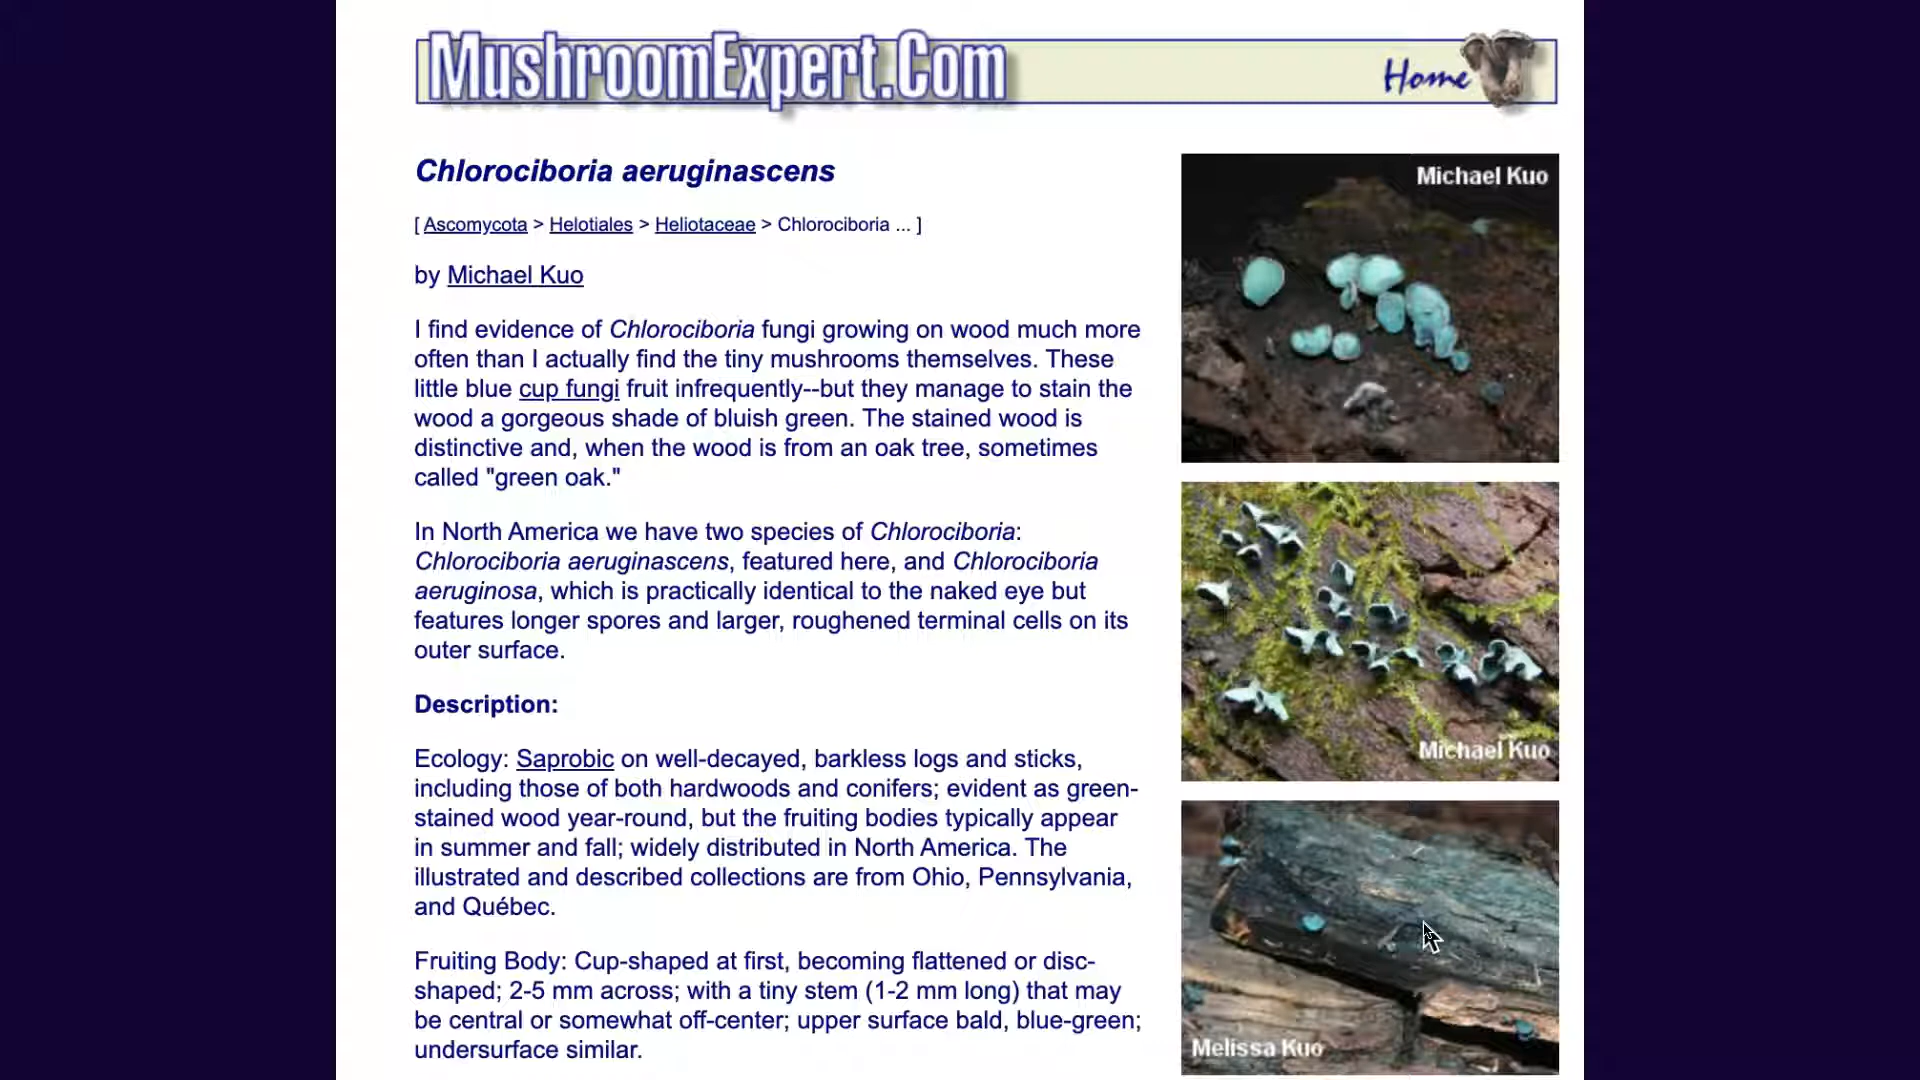 MushroomExpert.Com
Home
Chlorociboria aeruginascens
[ Ascomycota > Helotiales > Heliotaceae > Chlorociboria ... ]
by Michael Kuo
I find evidence of Chlorociboria fungi growing on wood much more
often than I actually find the tiny mushrooms themselves. These
little blue cup fungi fruit infrequently--but they manage to stain the
wood a gorgeous shade of bluish green. The stained wood is
distinctive and, when the wood is from an oak tree, sometimes
called "green oak."
In North America we have two species of Chlorociboria:
Chlorociboria aeruginascens, featured here, and Chlorociboria
aeruginosa, which is practically identical to the naked eye but
features longer spores and larger, roughened terminal cells on its
outer surface.
Description:
Ecology: Saprobic on well-decayed, barkless logs and sticks,
including those of both hardwoods and conifers; evident as green-
stained wood year-round, but the fruiting bodies typically appear
in summer and fall; widely distributed in North America. The
illustrated and described collections are from Ohio, Pennsylvania,
and Québec.
Fruiting Body: Cup-shaped at first, becoming flattened or disc-
shaped; 2-5 mm across; with a tiny stem (1-2 mm long) that may
be central or somewhat off-center; upper surface bald, blue-green;
undersurface similar.
Michael Kuo
Michael Kuo
Melissa Kuo